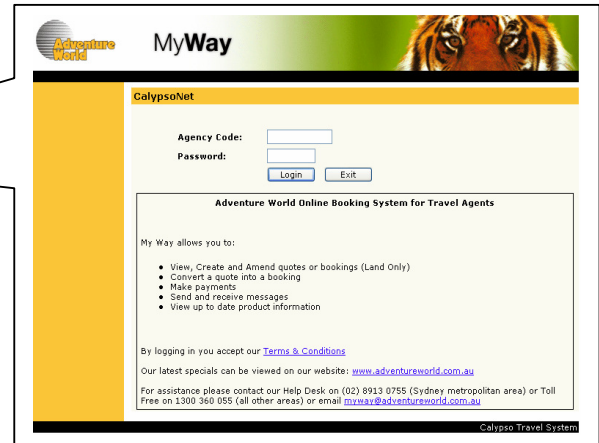 Adventure
World
MyWay
CalypsoNet
Agency Code:
Password:
Login Exit
Adventure World Online Booking System for Travel Agents
My Way allows you to:
• View, Create and Amend quotes or bookings (Land Only)
• Convert a quote into a booking
• Make payments
• Send and receive messages
• View up to date product information
By logging in you accept our Terms & Conditions
Our latest specials can be viewed on our website: www.adventureworld.com.au
For assistance please contact our Help Desk on (02) 8913 0755 (Sydney metropolitan area) or Toll
Free on 1300 360 055 (all other areas) or email myway@adventureworld.com.au
Calypso Travel System